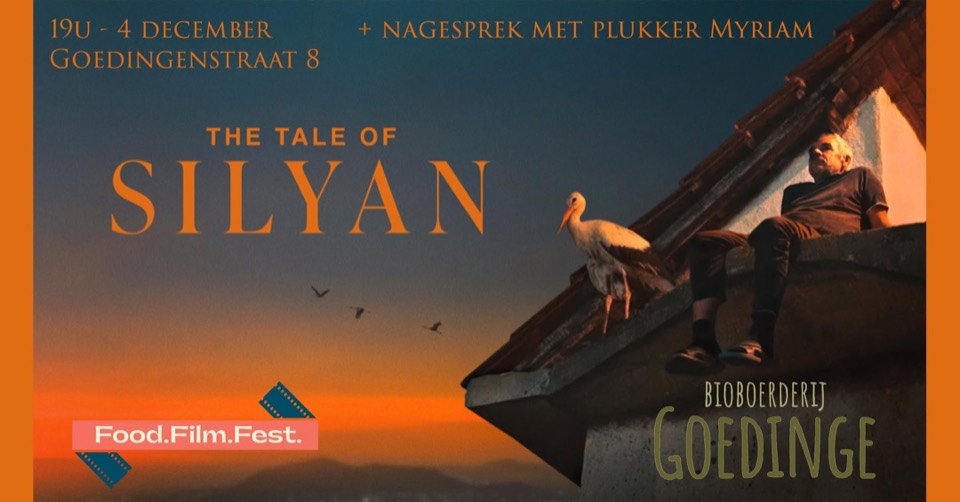 19u - 4 december
Goedingenstraat 8
+ nagesprek met plukker Myriam
THE TALE OF
SILYAN
Food.Film.Fest.
BIOBOERDERIJ
GOEDINGE